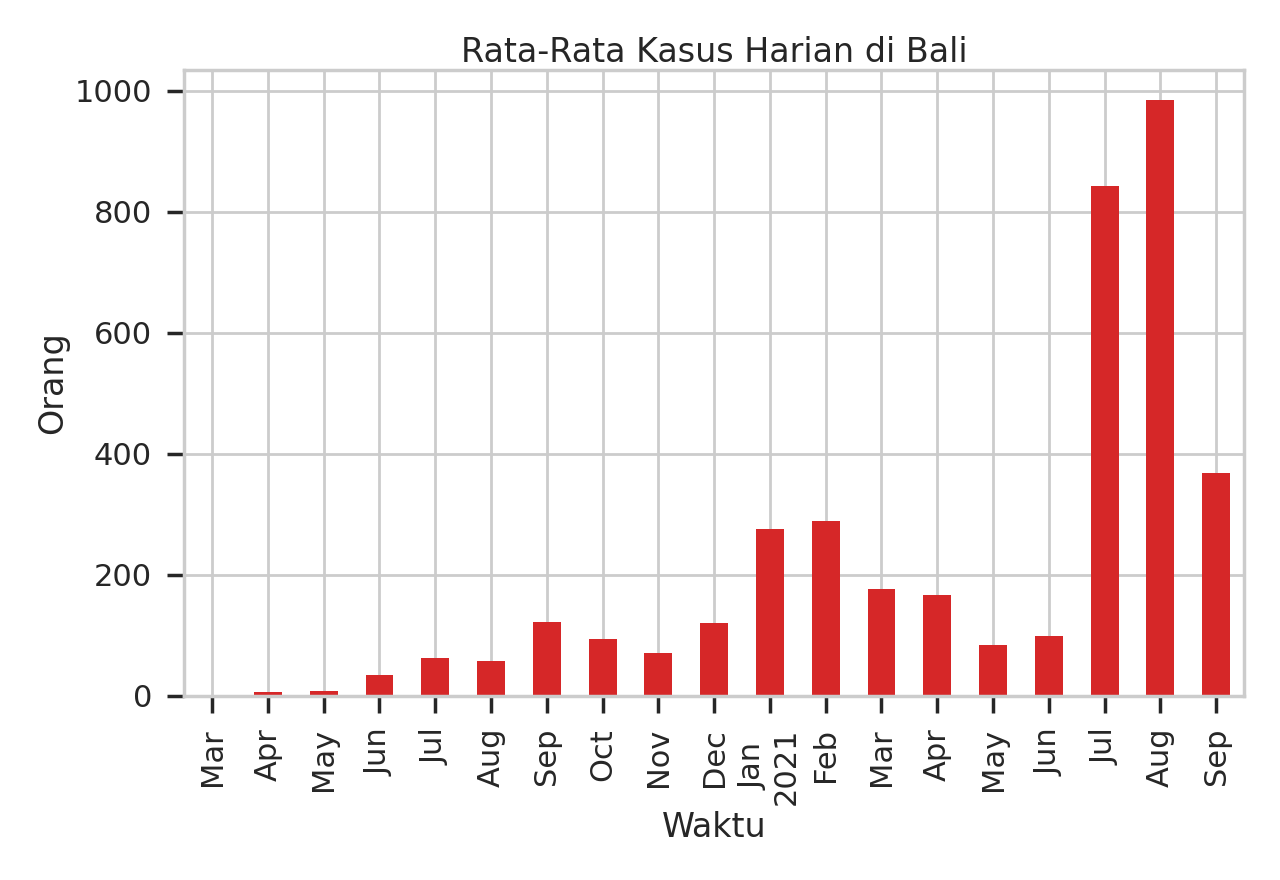 Rata-Rata Kasus Harian di Bali
1000
800
600
400
200
0
Orang
Mar
Apr
May
Jun
Jul
Aug
Sep
Oct
Nov
Dec
Jan
2021
Feb
Mar
Apr
May
Jun
Jul
Aug
Sep
Waktu